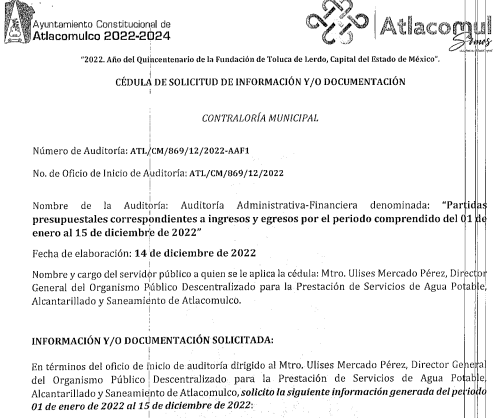 Ayuntamiento Constitucional de
Atlacomulco 2022-2024
Atlacomul
Somos
"2022. Año del Quincentenario de la Fundación de Toluca de Lerdo, Capital del Estado de México".
CÉDULA DE SOLICITUD DE INFORMACIÓN Y/O DOCUMENTACIÓN
CONTRALORÍA MUNICIPAL
Número de Auditoría: ATL/CM/869/12/2022-AAF1
No. de Oficio de Inicio de Auditoría: ATL/CM/869/12/2022
Nombre de la Auditoría: Auditoría Administrativa-Financiera denominada: "Partidas
presupuestales correspondientes a ingresos y egresos por el periodo comprendido del 01 de
enero al 15 de diciembre de 2022"
Fecha de elaboración: 14 de diciembre de 2022
Nombre y cargo del servidor público a quien se le aplica la cédula: Mtro. Ulises Mercado Pérez, Director
General del Organismo Público Descentralizado para la Prestación de Servicios de Agua Potable,
Alcantarillado y Saneamiento de Atlacomulco.
INFORMACIÓN Y/O DOCUMENTACIÓN SOLICITADA:
En términos del oficio de inicio de auditoría dirigido al Mtro. Ulises Mercado Pérez, Director General
del Organismo Público Descentralizado para la Prestación de Servicios de Agua Potable,
Alcantarillado y Saneamiento de Atlacomulco, solicito la siguiente información generada del periodo
01 de enero de 2022 al 15 de diciembre de 2022: